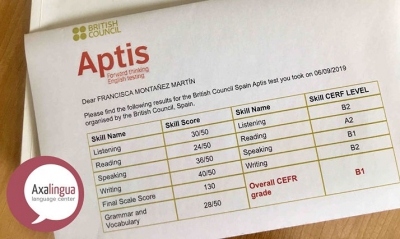 BRITISH
COUNCIL
Aptis
Forward thinking
English testing
Dear FRANCISCA MONTAÑEZ MARTÍN
Please find the following results for the British Council Spain Aptis test you took on 06/09/2019
organised by the British Council, Spain.
Skill Name Skill Score Skill Name Skill CERF LEVEL
Listening 30/50 Listening B2
Reading 24/50 Reading A2
Speaking 36/50 Speaking B1
Writing 40/50 Writing B2
Final Scale Score 130 Overall CEFR
grade B1
Grammar and
Vocabulary 28/50
Axalingua
language center